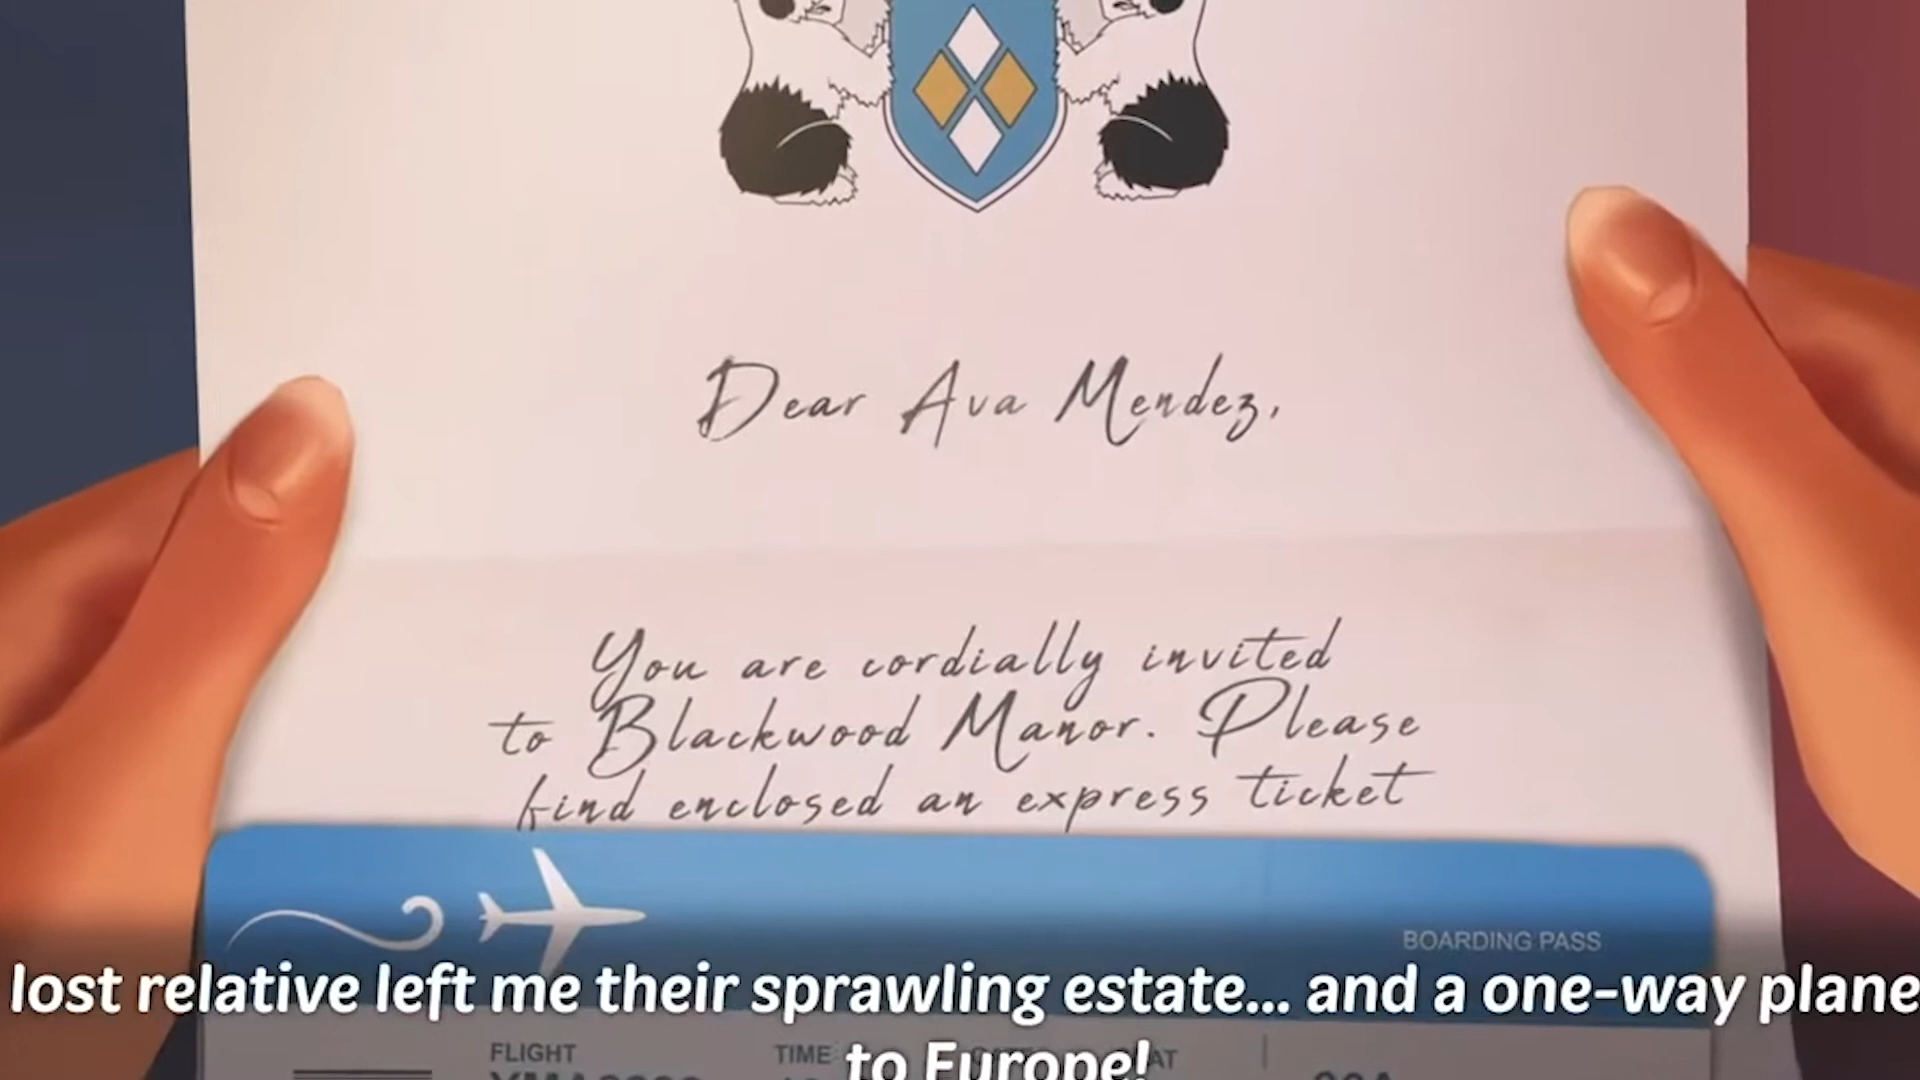 Dear Ava Mendez,
You are cordially invited
to Blackwood Manor. Please
find enclosed an express ticket
BOARDING PASS
lost relative left me their sprawling estate... and a one-way plane
to Europe!
FLIGHT TIME